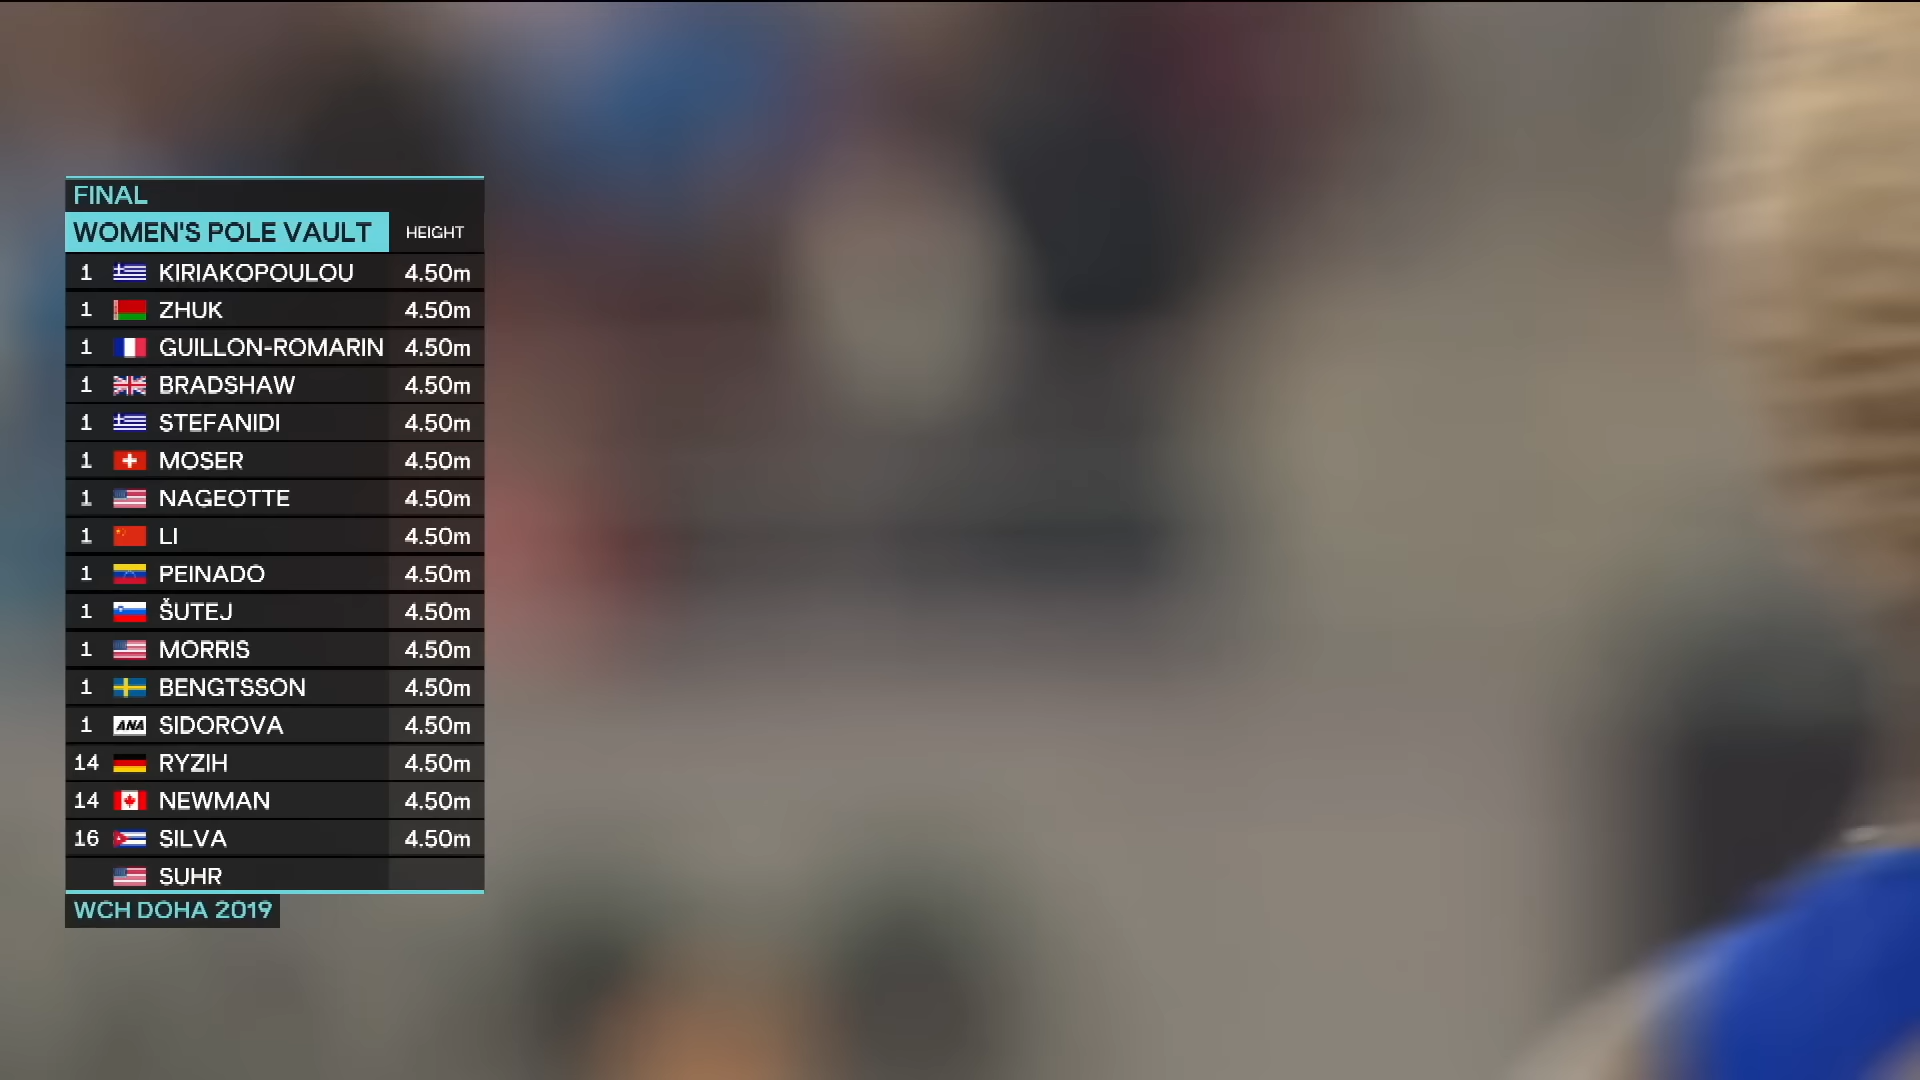 FINAL
WOMEN'S POLE VAULT HEIGHT
1 KIRIAKOPOULOU 4.50m
1 ZHUK 4.50m
1 GUILLON-ROMARIN 4.50m
1 BRADSHAW 4.50m
1 STEFANIDI 4.50m
1 MOSER 4.50m
1 NAGEOTTE 4.50m
1 LI 4.50m
1 PEINADO 4.50m
1 ŠUTEJ 4.50m
1 MORRIS 4.50m
1 BENGTSSON 4.50m
1 ANA SIDOROVA 4.50m
14 RYZIH 4.50m
14 NEWMAN 4.50m
16 SILVA 4.50m
SUHR
WCH DOHA 2019